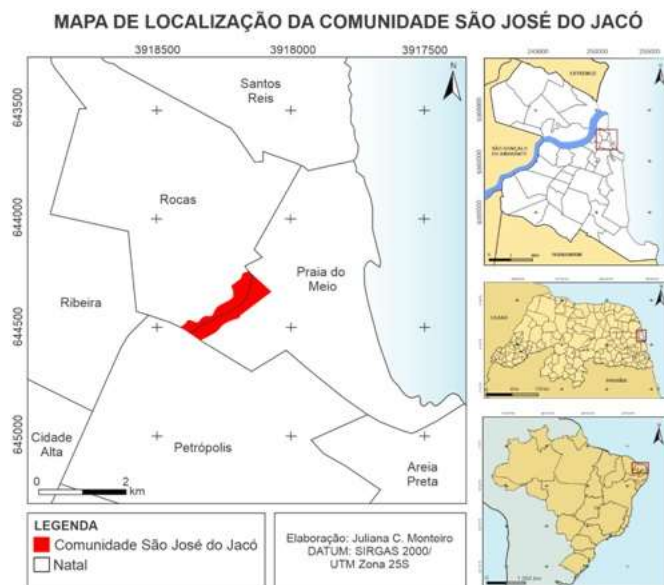 MAPA DE LOCALIZAÇÃO DA COMUNIDADE SÃO JOSÉ DO JACÓ
3918500
3918000
3917500
643500
644000
644500
645000
N
Santos
Reis
Rocas
Praia do
Meio
Ribeira
Cidade
Alta
Petrópolis
Areia
Preta
0
2
km
LEGENDA
Comunidade São José do Jacó
Natal
Elaboração: Juliana C. Monteiro
DATUM: SIRGAS 2000/
UTM Zona 25S
EXTREMOZ